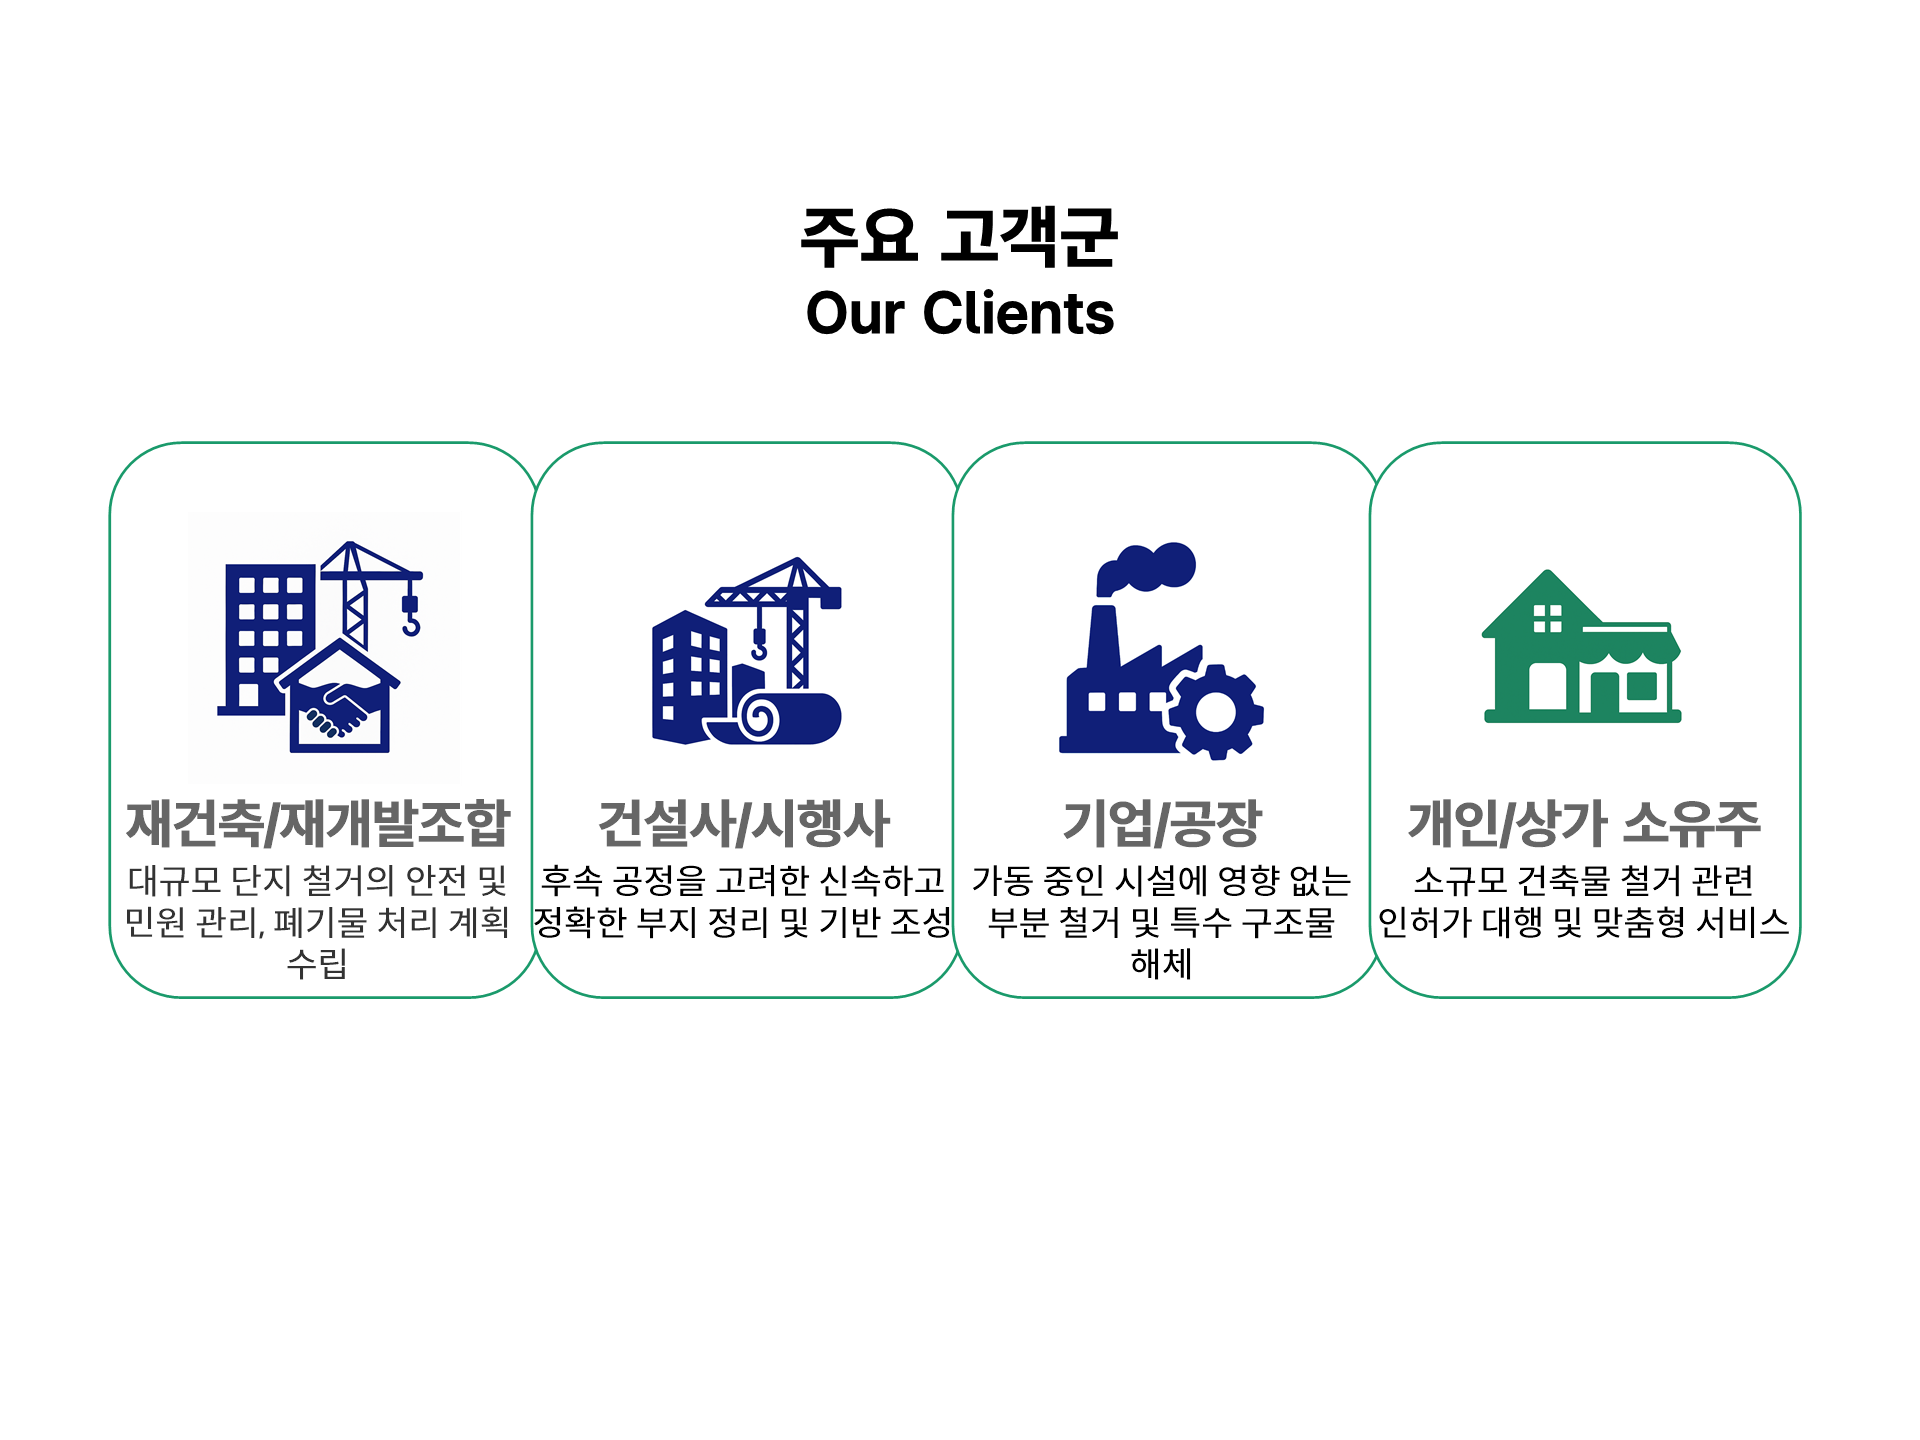 주요 고객군
Our Clients
재건축/재개발조합
대규모 단지 철거의 안전 및
민원 관리, 폐기물 처리 계획
수립
건설사/시행사
후속 공정을 고려한 신속하고
정확한 부지 정리 및 기반 조성
기업/공장
가동 중인 시설에 영향 없는
부분 철거 및 특수 구조물
해체
개인/상가 소유주
소규모 건축물 철거 관련
인허가 대행 및 맞춤형 서비스